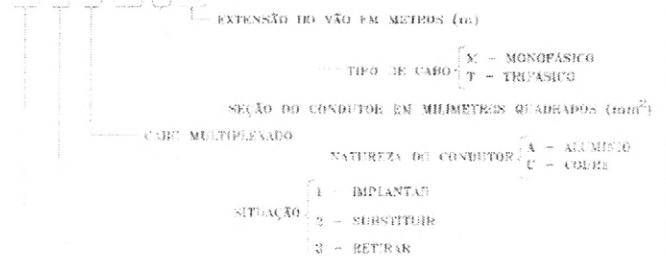 EXTENSÃO DO VÃO EM METROS (m)
TIPO DE CABO
M - MONOFÁSICO
T - TRIFÁSICO
SEÇÃO DO CONDUTOR EM MILIMETROS QUADRADOS (mm²)
CABO MULTIPLEXADO
NATUREZA DO CONDUTOR
A - ALUMINIO
C - COBRE
SITUAÇÃO
1 - IMPLANTAR
2 - SUBSTITUIR
3 - RETIRAR